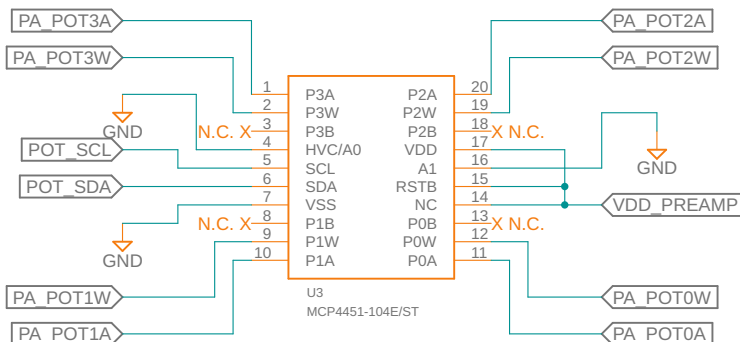 PA_POT3A
PA_POT2A
PA_POT3W
PA_POT2W
1 P3A P2A 20
2 P3W P2W 19
GND N.C. X 3 P3B P2B 18 X N.C.
4 HVC/A0 VDD 17
POT_SCL
5 SCL A1 16 GND
6 SDA RSTB 15
POT_SDA
7 VSS NC 14 VDD_PREAMP
N.C. X 8 P1B P0B 13 X N.C.
9 P1W P0W 12
GND 10 P1A P0A 11
PA_POT1W U3 PA_POT0W
MCP4451-104E/ST
PA_POT1A PA_POT0A